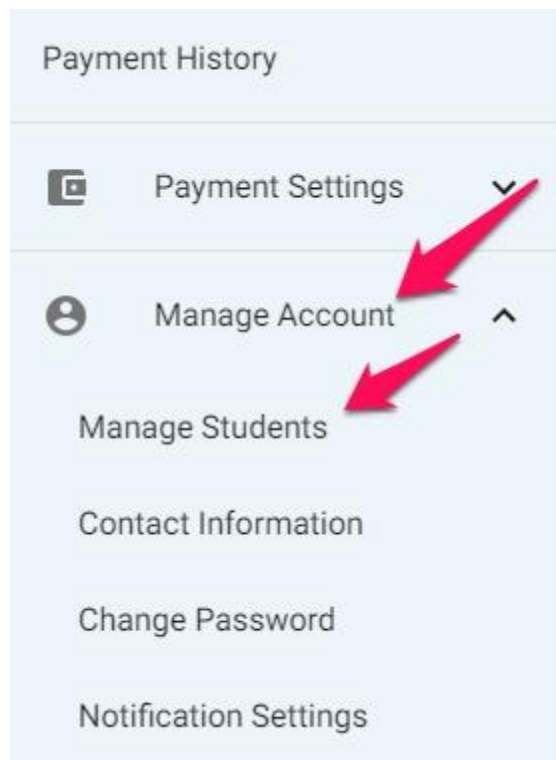 Payment History
Payment Settings
Manage Account
Manage Students
Contact Information
Change Password
Notification Settings